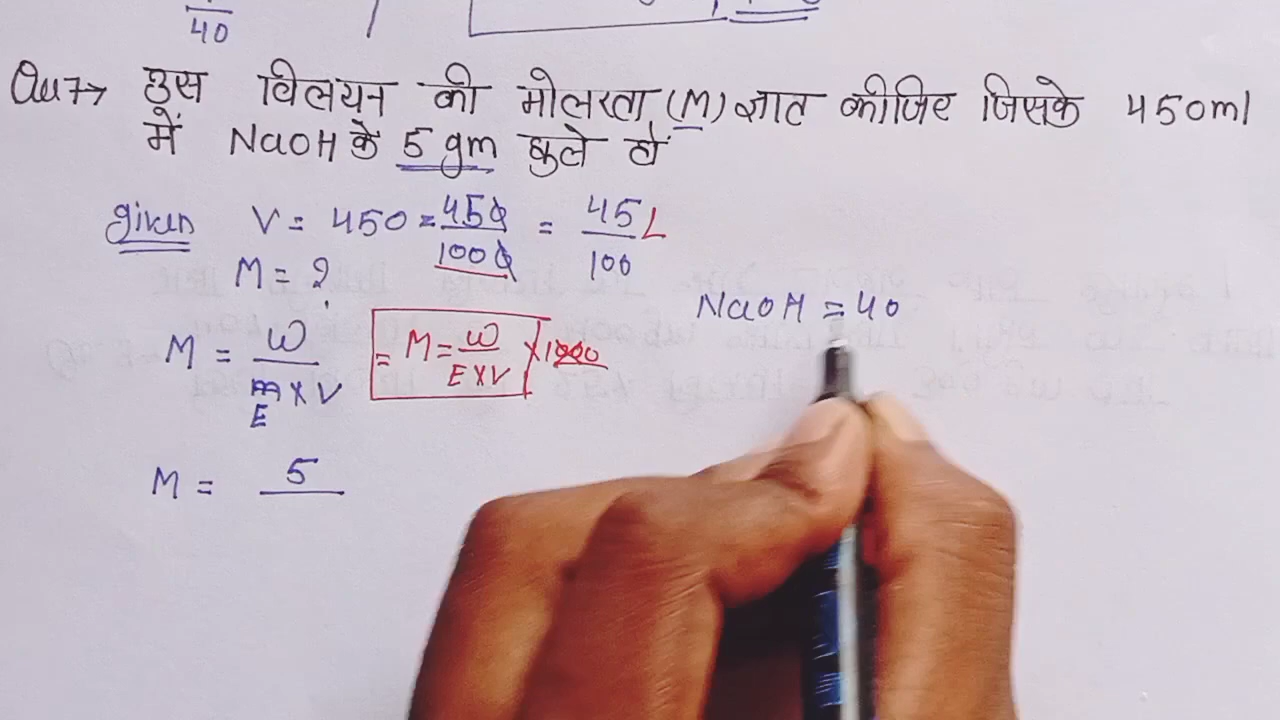 40
Qu7→ उस विलयन की मोलरता (M) ज्ञात कीजिए जिसके 450ml
में NaOH के 5 gm घुले हों
given V = 450 = 450/1000 = 45/100 L
M = ?
NaOH = 40
M = W/m×V = M = W/E×V ×1000
E
M = 5